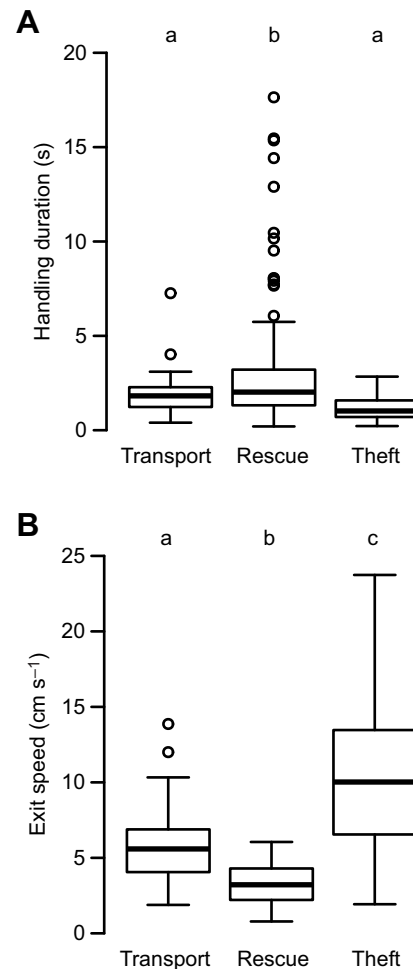 A
a b a
20
15
10
5
0
Handling duration (s)
Transport Rescue Theft
B
a b c
25
20
15
10
5
0
Exit speed (cm s⁻¹)
Transport Rescue Theft